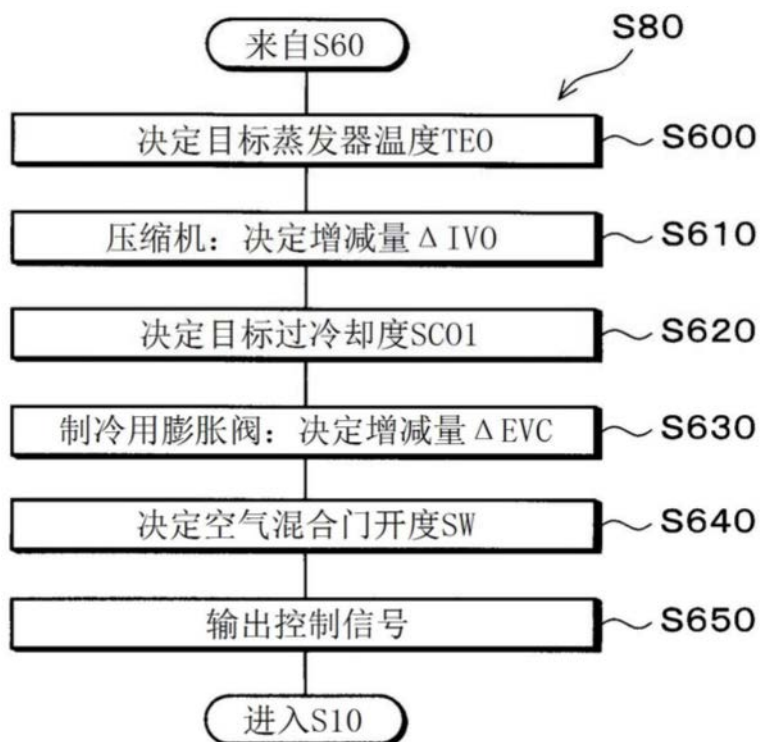 来自S60
S80
决定目标蒸发器温度TEO
S600
压缩机：决定增减量ΔIVO
S610
决定目标过冷却度SCO1
S620
制冷用膨胀阀：决定增减量ΔEVC
S630
决定空气混合门开度SW
S640
输出控制信号
S650
进入S10